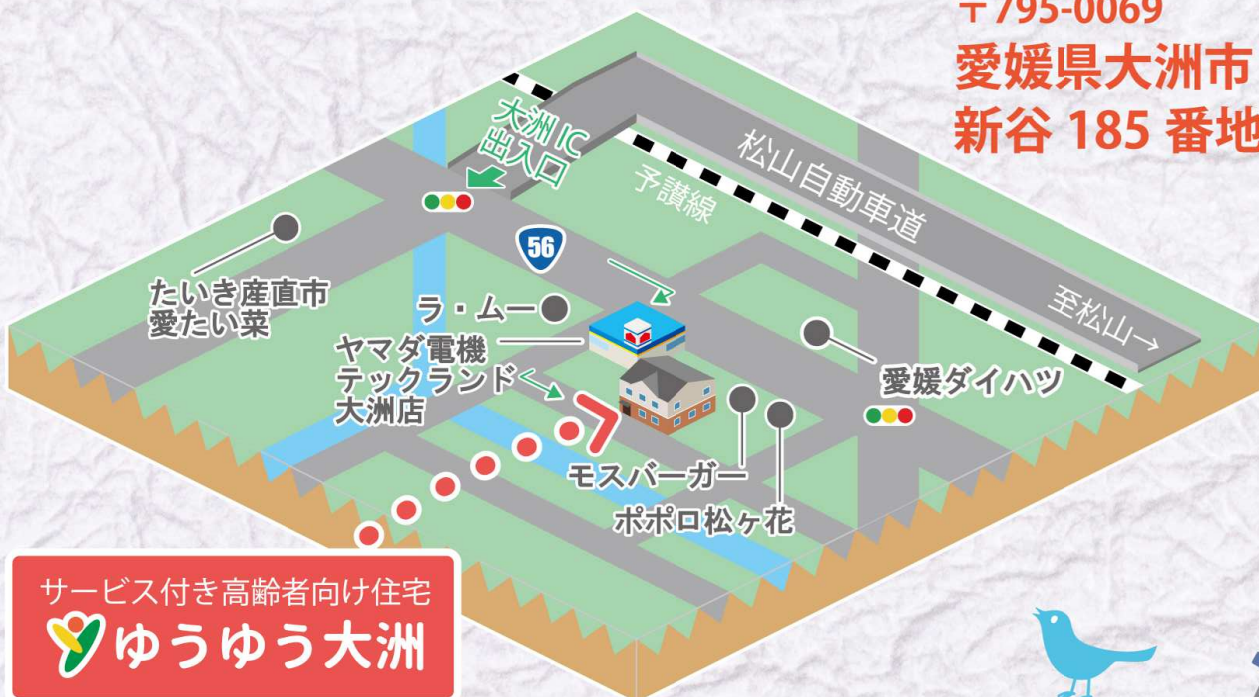 〒795-0069
愛媛県大洲市
新谷 185 番地
大洲 IC
出入口
松山自動車道
予讃線
56
至松山→
たいき産直市
愛たい菜
ラ・ムー
ヤマダ電機
テックランド
大洲店
愛媛ダイハツ
モスバーガー
ポポロ松ヶ花
サービス付き高齢者向け住宅
ゆうゆう大洲